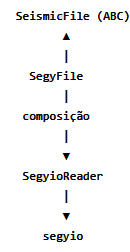 SeismicFile (ABC)
SegyFile
composição
SegyioReader
segyio